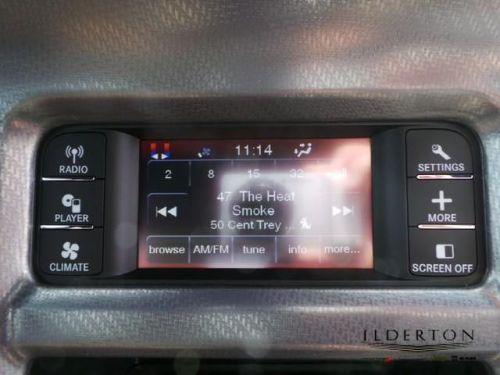 11:14
RADIO
2 8 15 32
SETTINGS
47 The Heat
Smoke
PLAYER
50 Cent Trey ...
MORE
browse AM/FM tune info more...
CLIMATE
SCREEN OFF
ILDERTON